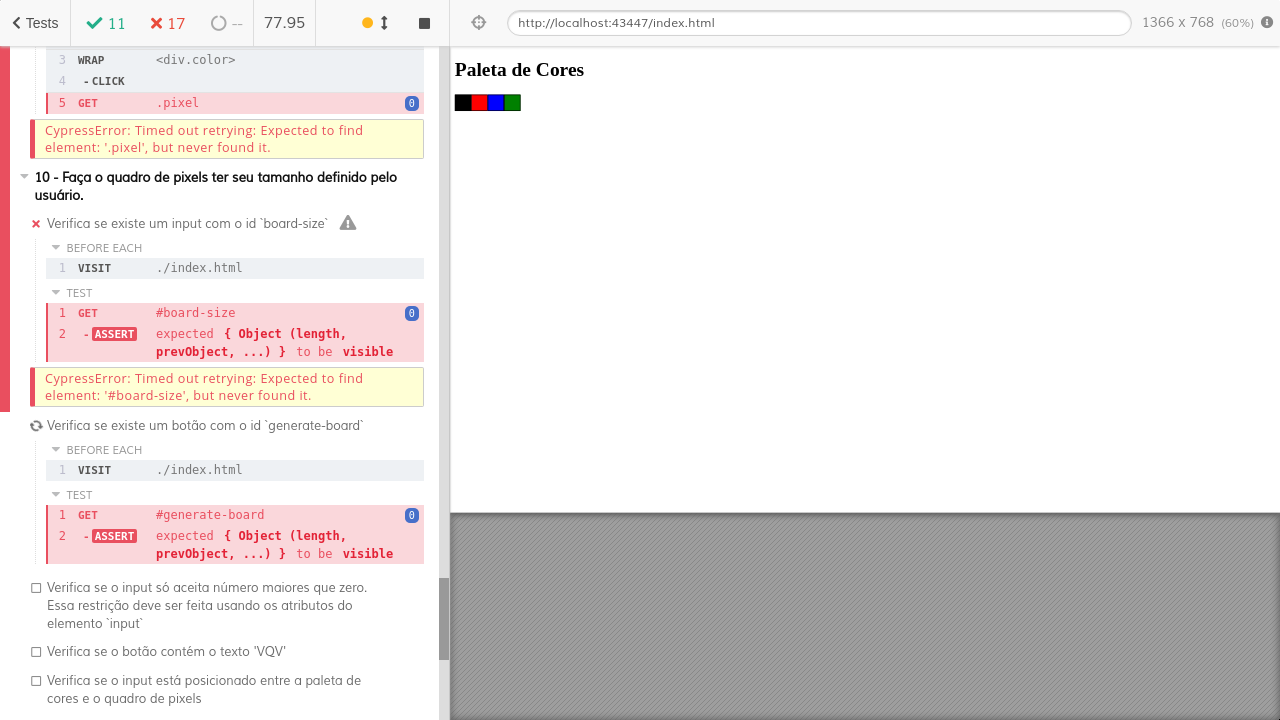 Tests 11 17 -- 77.95
http://localhost:43447/index.html 1366 x 768 (60%)
3 WRAP <div.color>
4 - CLICK
5 GET .pixel 0
CypressError: Timed out retrying: Expected to find
element: '.pixel', but never found it.
10 - Faça o quadro de pixels ter seu tamanho definido pelo
usuário.
Verifica se existe um input com o id `board-size`
BEFORE EACH
1 VISIT ./index.html
TEST
1 GET #board-size 0
2 - ASSERT expected { Object (length,
prevObject, ...) } to be visible
CypressError: Timed out retrying: Expected to find
element: '#board-size', but never found it.
Verifica se existe um botão com o id `generate-board`
BEFORE EACH
1 VISIT ./index.html
TEST
1 GET #generate-board 0
2 - ASSERT expected { Object (length,
prevObject, ...) } to be visible
Verifica se o input só aceita número maiores que zero.
Essa restrição deve ser feita usando os atributos do
elemento `input`
Verifica se o botão contém o texto 'VQV'
Verifica se o input está posicionado entre a paleta de
cores e o quadro de pixels
Paleta de Cores